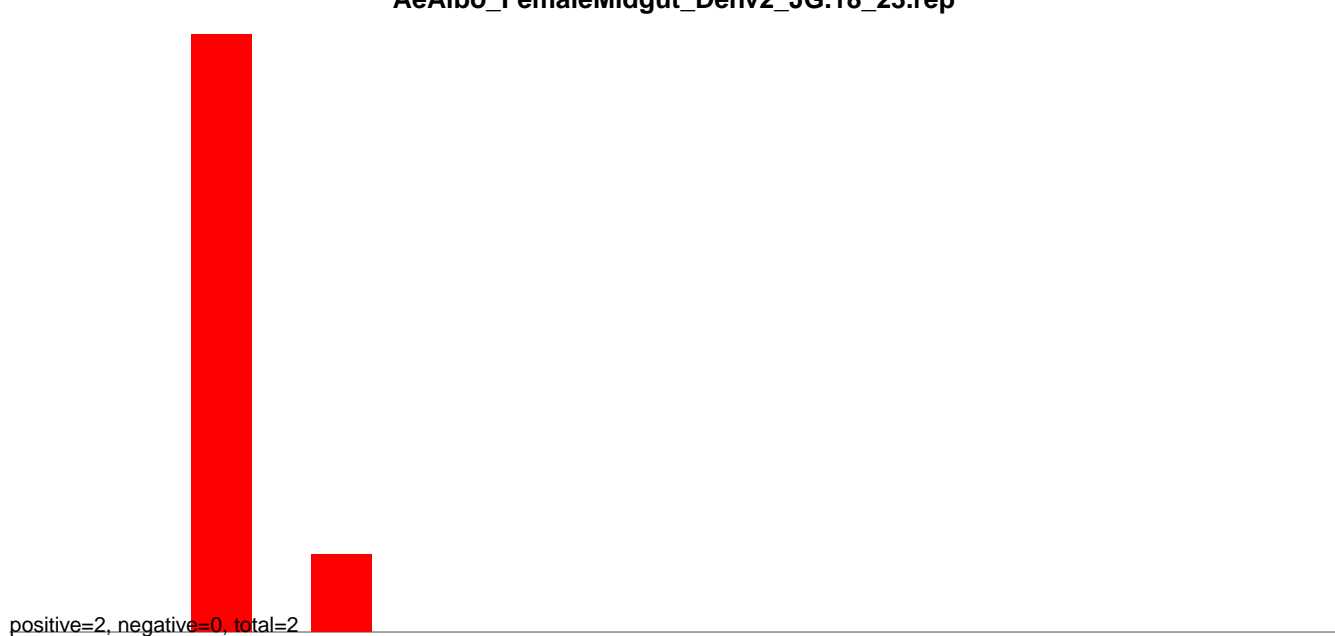 AeAlbo_FemaleMidgut_Denv2_JG.18_23.rep
positive=2, negative=0, total=2